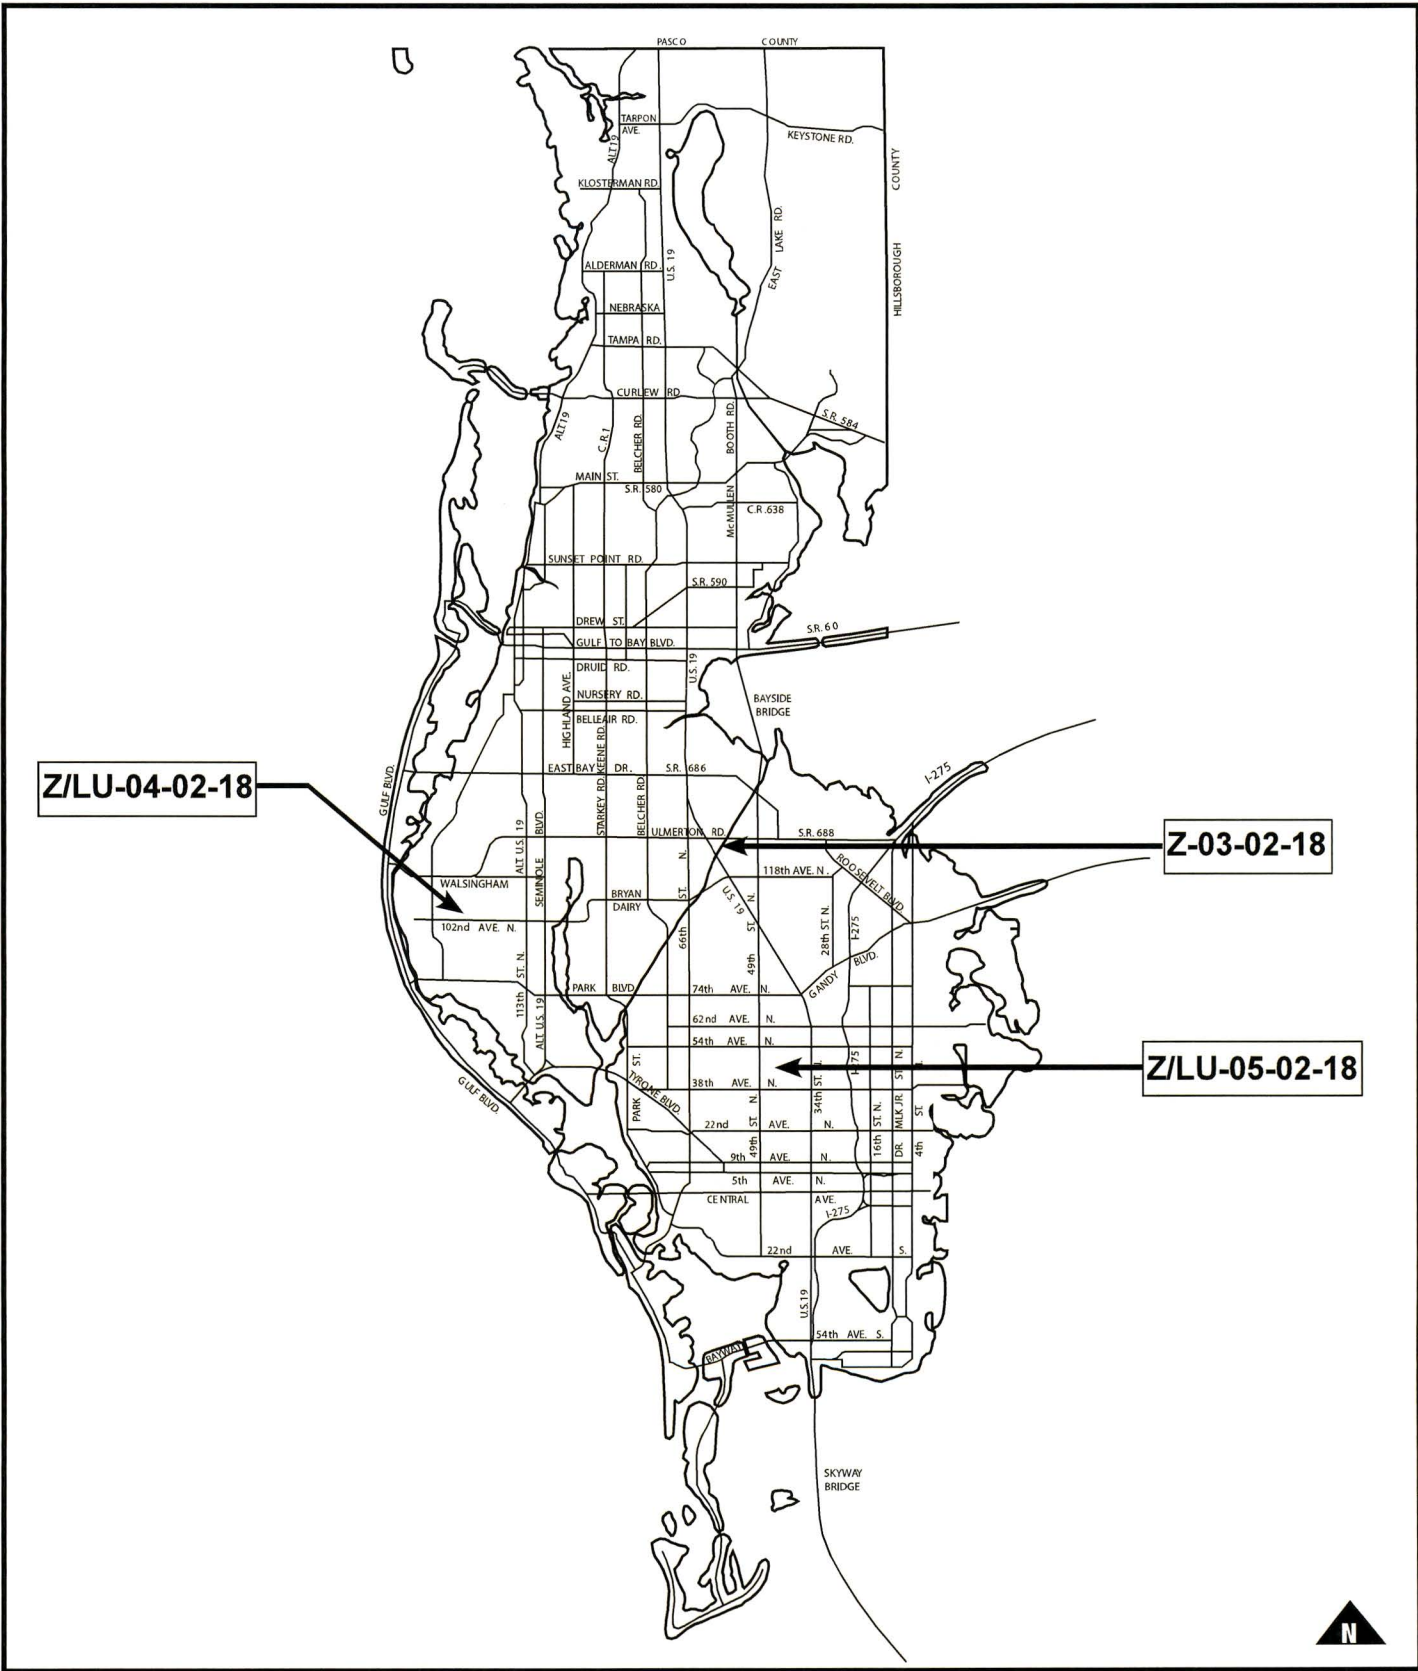 PASCO COUNTY
TARPON
AVE.
KEYSTONE RD.
ALT 19
COUNTY
KLOSTERMAN RD.
HILLSBOROUGH
EAST LAKE RD.
U.S. 19
ALDERMAN RD.
NEBRASKA
TAMPA RD.
CURLEW RD
S.R. 584
ALT 19
C.R.1
BELCHER RD.
BOOTH RD.
McMULLEN
MAIN ST.
S.R. 580
C.R.638
SUNSET POINT RD.
S.R. 590
DREW ST.
S.R. 60
GULF TO BAY BLVD.
DRUID RD.
U.S. 19
HIGHLAND AVE.
NURSERY RD.
BAYSIDE
BRIDGE
BELLEAIR RD.
STARKEY RD.
KEENE RD.
EAST BAY DR. S.R. 686
I-275
Z/LU-04-02-18
GULF BLVD.
BELCHER RD.
ALT U.S. 19
SEMINOLE BLVD.
ULMERTON RD.
S.R. 688
Z-03-02-18
ROOSEVELT BLVD.
118th AVE. N.
WALSINGHAM
BRYAN
DAIRY
U.S. 19
66th ST. N.
49th ST. N.
28th ST. N.
I-275
102nd AVE. N.
GANDY BLVD.
113th ST. N.
ALT. U.S. 19
PARK BLVD.
74th AVE. N.
62nd AVE. N.
54th AVE. N.
I-275
Z/LU-05-02-18
38th AVE. N.
TYRONE BLVD.
PARK ST.
GULF BLVD.
34th ST. N.
16th ST. N.
DR. MLK JR. ST. N.
4th ST. N.
22nd AVE. N.
49th ST. N.
9th AVE. N.
5th AVE. N.
CENTRAL AVE.
I-275
22nd AVE. S.
U.S.19
54th AVE. S.
BAYWAY
SKYWAY
BRIDGE
N